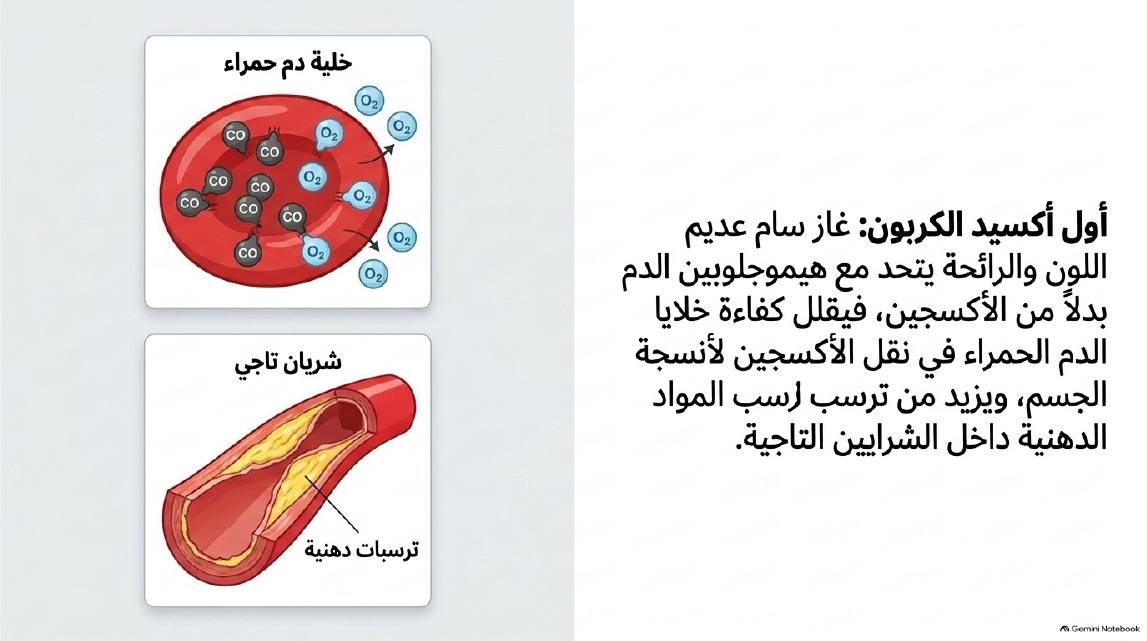 خلية دم حمراء
O₂
O₂
CO
O₂
CO
CO
CO
O₂
CO
O₂
CO
CO
CO
O₂
O₂
O₂
شريان تاجي
ترسبات دهنية
أول أكسيد الكربون: غاز سام عديم
اللون والرائحة يتحد مع هيموجلوبين الدم
بدلاً من الأكسجين، فيقلل كفاءة خلايا
الدم الحمراء في نقل الأكسجين لأنسجة
الجسم، ويزيد من ترسب المواد
الدهنية داخل الشرايين التاجية.
Gemini Notebook